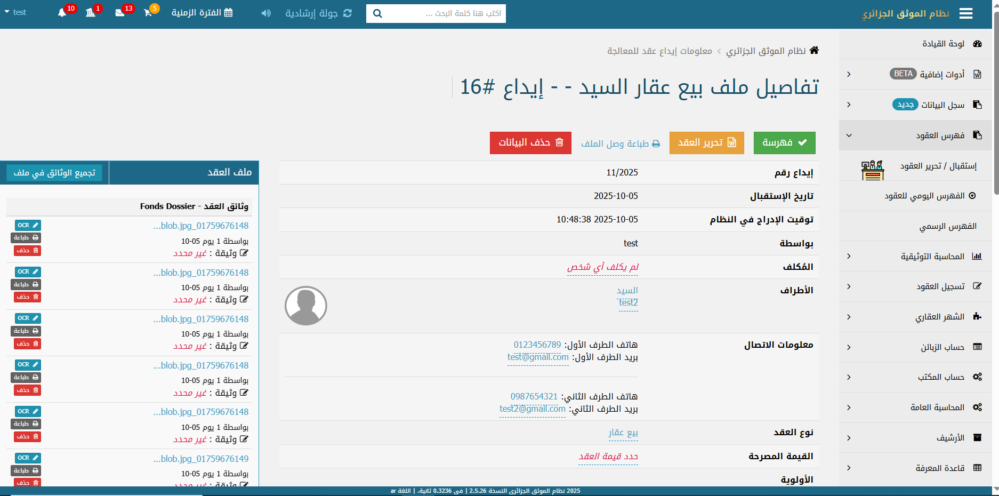 نظام الموثق الجزائري
اكتب هنا كلمة البحث ...
جولة إرشادية
الفترة الزمنية
5
13
1
10
test
لوحة القيادة
أدوات إضافية BETA
سجل البيانات جديد
فهرس العقود
إستقبال / تحرير العقود
الفهرس اليومي للعقود
الفهرس الرسمي
المحاسبة التوثيقية
تسجيل العقود
الشهر العقاري
حساب الزبائن
حساب المكتب
المحاسبة العامة
الأرشيف
قاعدة المعرفة
نظام الموثق الجزائري > معلومات إيداع عقد للمعالجة
تفاصيل ملف بيع عقار السيد - - إيداع #16
فهرسة
تحرير العقد
طباعة وصل الملف
حذف البيانات
إيداع رقم 11/2025
تاريخ الإستقبال 2025-10-05
توقيت الإدراج في النظام 2025-10-05 10:48:38
بواسطة test
المُكلف لم يكلف أي شخص
الأطراف السيد
test2
معلومات الاتصال هاتف الطرف الأول: 0123456789
بريد الطرف الأول: test@gmail.com
هاتف الطرف الثاني: 0987654321
بريد الطرف الثاني: test2@gmail.com
نوع العقد بيع عقار
القيمة المصرحة حدد قيمة العقد
الأولوية
ملف العقد
تجميع الوثائق في ملف
وثائق العقد - Fonds Dossier
...blob.jpg_01759676148 OCR
بواسطة 1 يوم 05-10 طباعة
وثيقة : غير محدد حذف
...blob.jpg_01759676148 OCR
بواسطة 1 يوم 05-10 طباعة
وثيقة : غير محدد حذف
...blob.jpg_01759676148 OCR
بواسطة 1 يوم 05-10 طباعة
وثيقة : غير محدد حذف
...blob.jpg_01759676148 OCR
بواسطة 1 يوم 05-10 طباعة
وثيقة : غير محدد حذف
...blob.jpg_01759676148 OCR
بواسطة 1 يوم 05-10 طباعة
وثيقة : غير محدد حذف
...blob.jpg_01759676149 OCR
بواسطة 1 يوم 05-10 طباعة
وثيقة : غير محدد حذف
2025 نظام الموثق الجزائري النسخة 2.5.26 | في 0.3236 ثانية. | اللغة ar